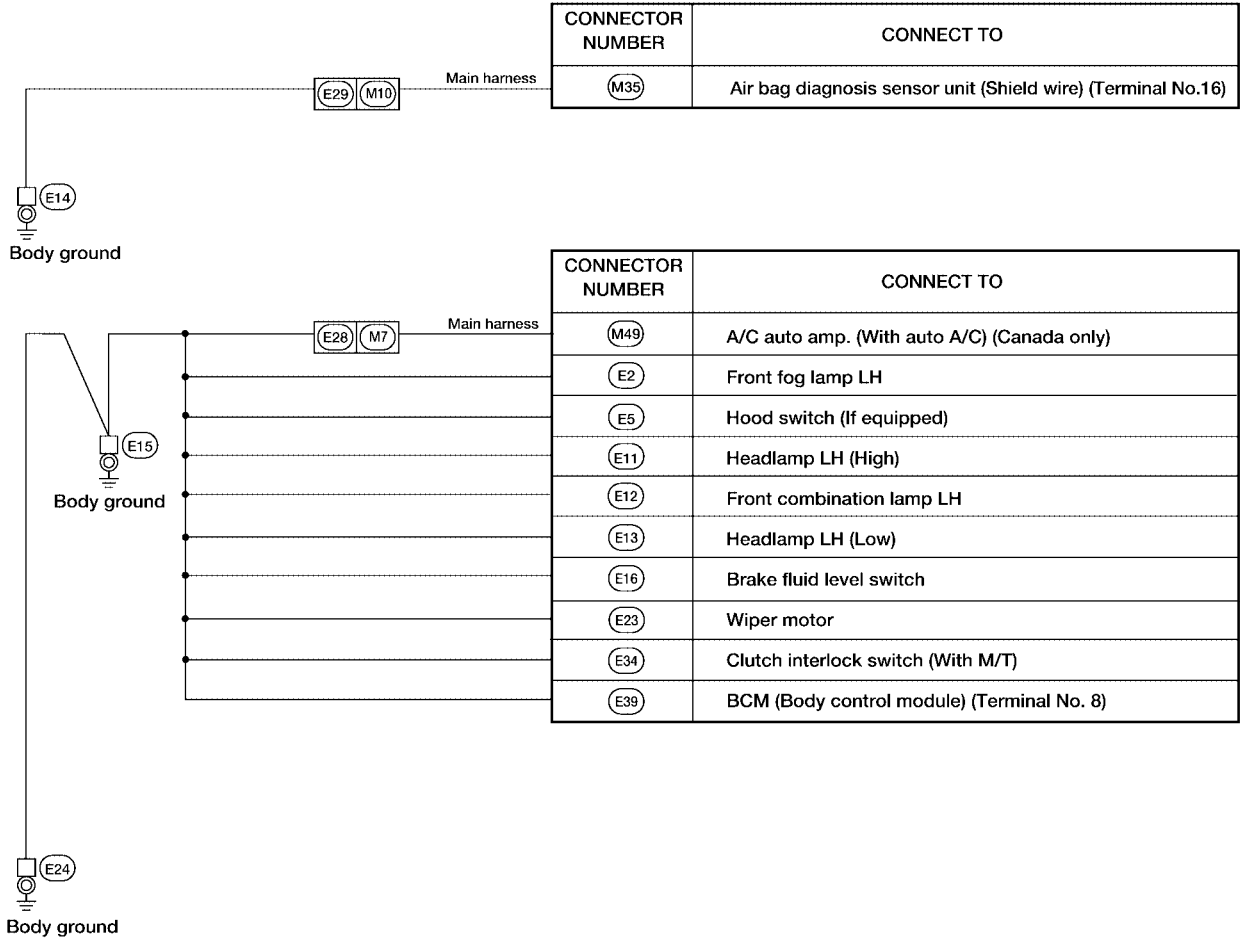 CONNECTOR NUMBER CONNECT TO
Main harness
E29 M10 M35 Air bag diagnosis sensor unit (Shield wire) (Terminal No.16)
E14
Body ground
CONNECTOR NUMBER CONNECT TO
Main harness
E28 M7 M49 A/C auto amp. (With auto A/C) (Canada only)
E2 Front fog lamp LH
E5 Hood switch (If equipped)
E15
E11 Headlamp LH (High)
Body ground
E12 Front combination lamp LH
E13 Headlamp LH (Low)
E16 Brake fluid level switch
E23 Wiper motor
E34 Clutch interlock switch (With M/T)
E39 BCM (Body control module) (Terminal No. 8)
E24
Body ground